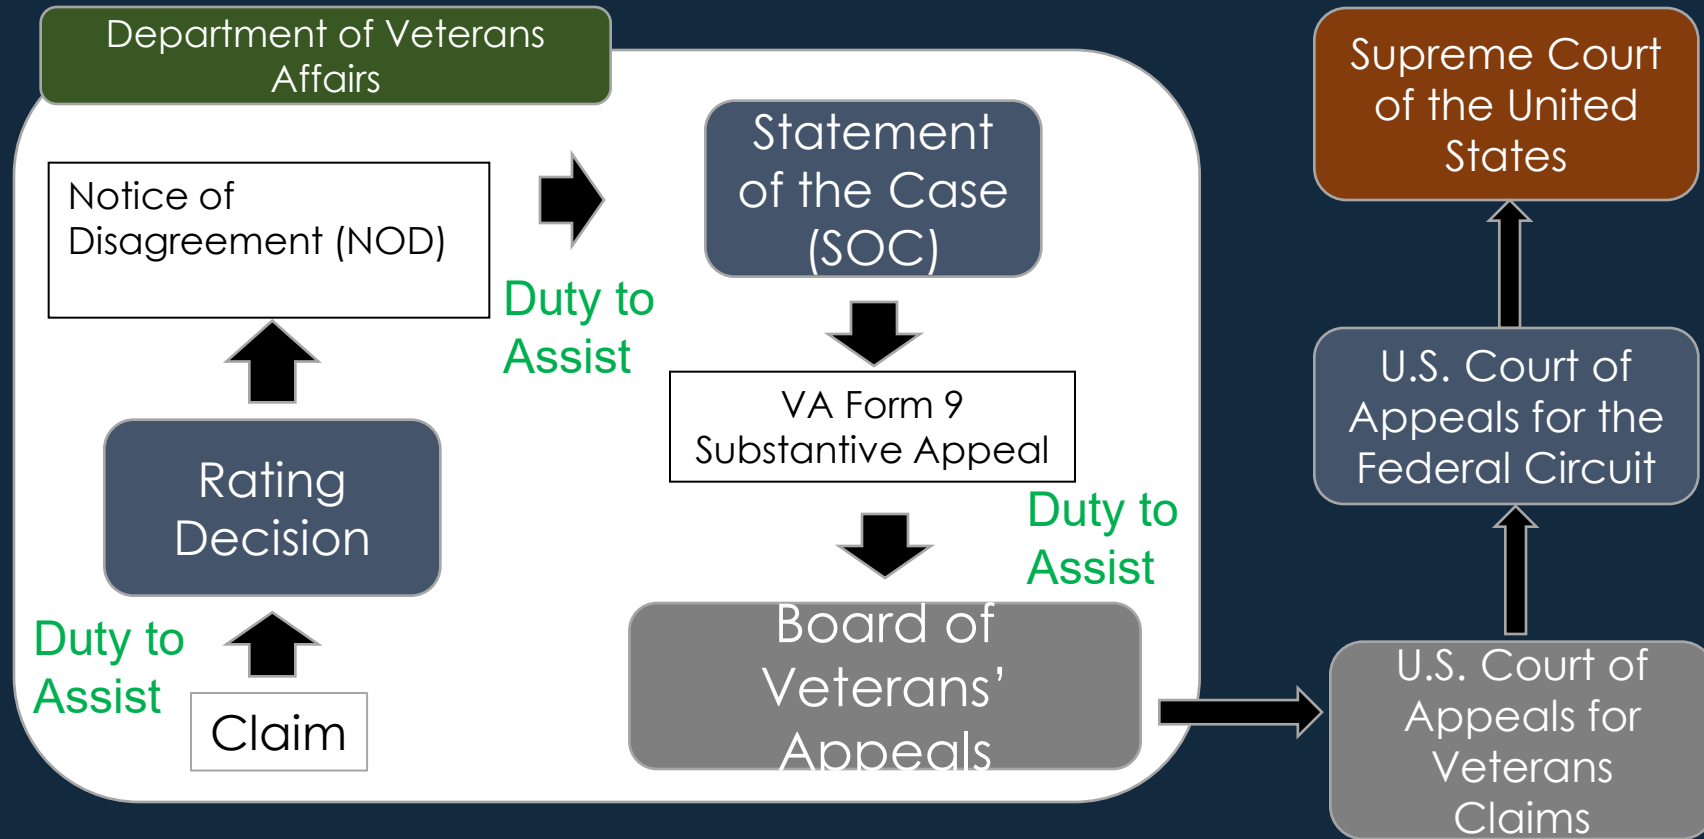 Department of Veterans
Affairs
Notice of
Disagreement (NOD)
Duty to
Assist
Rating
Decision
Duty to
Assist
Claim
Statement
of the Case
(SOC)
VA Form 9
Substantive Appeal
Duty to
Assist
Board of
Veterans’
Appeals
Supreme Court
of the United
States
U.S. Court of
Appeals for the
Federal Circuit
U.S. Court of
Appeals for
Veterans
Claims